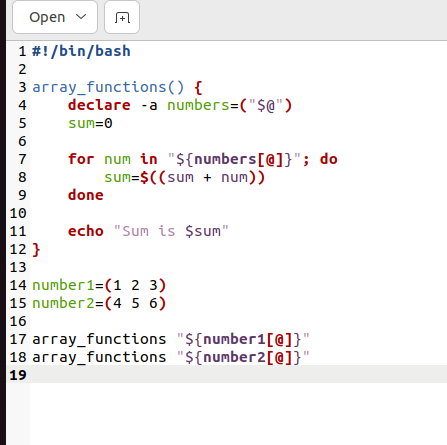 Open
1 #!/bin/bash
2
3 array_functions() {
4     declare -a numbers=("$@")
5     sum=0
6
7     for num in "${numbers[@]}"; do
8         sum=$((sum + num))
9     done
10
11     echo "Sum is $sum"
12 }
13
14 number1=(1 2 3)
15 number2=(4 5 6)
16
17 array_functions "${number1[@]}"
18 array_functions "${number2[@]}"
19